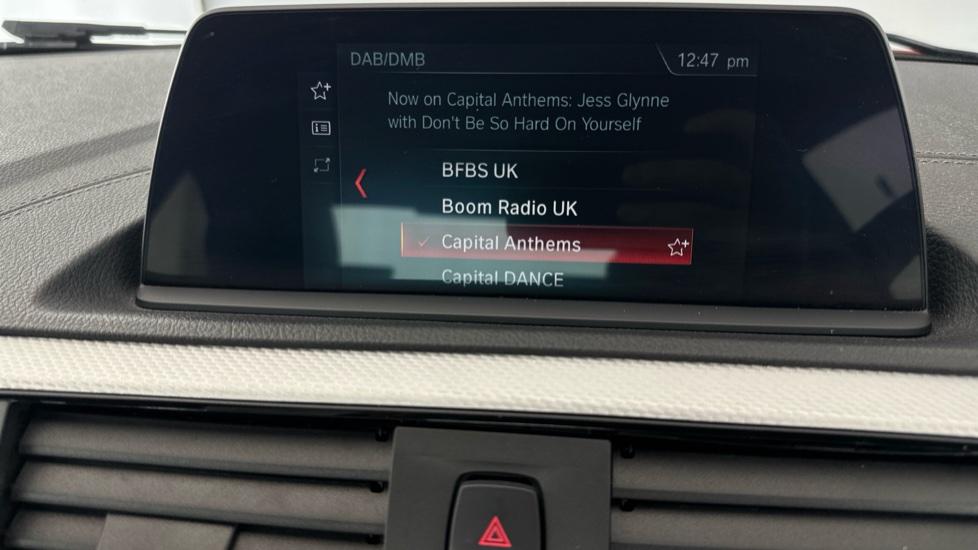 DAB/DMB
12:47 pm
Now on Capital Anthems: Jess Glynne
with Don't Be So Hard On Yourself
BFBS UK
Boom Radio UK
Capital Anthems
Capital DANCE